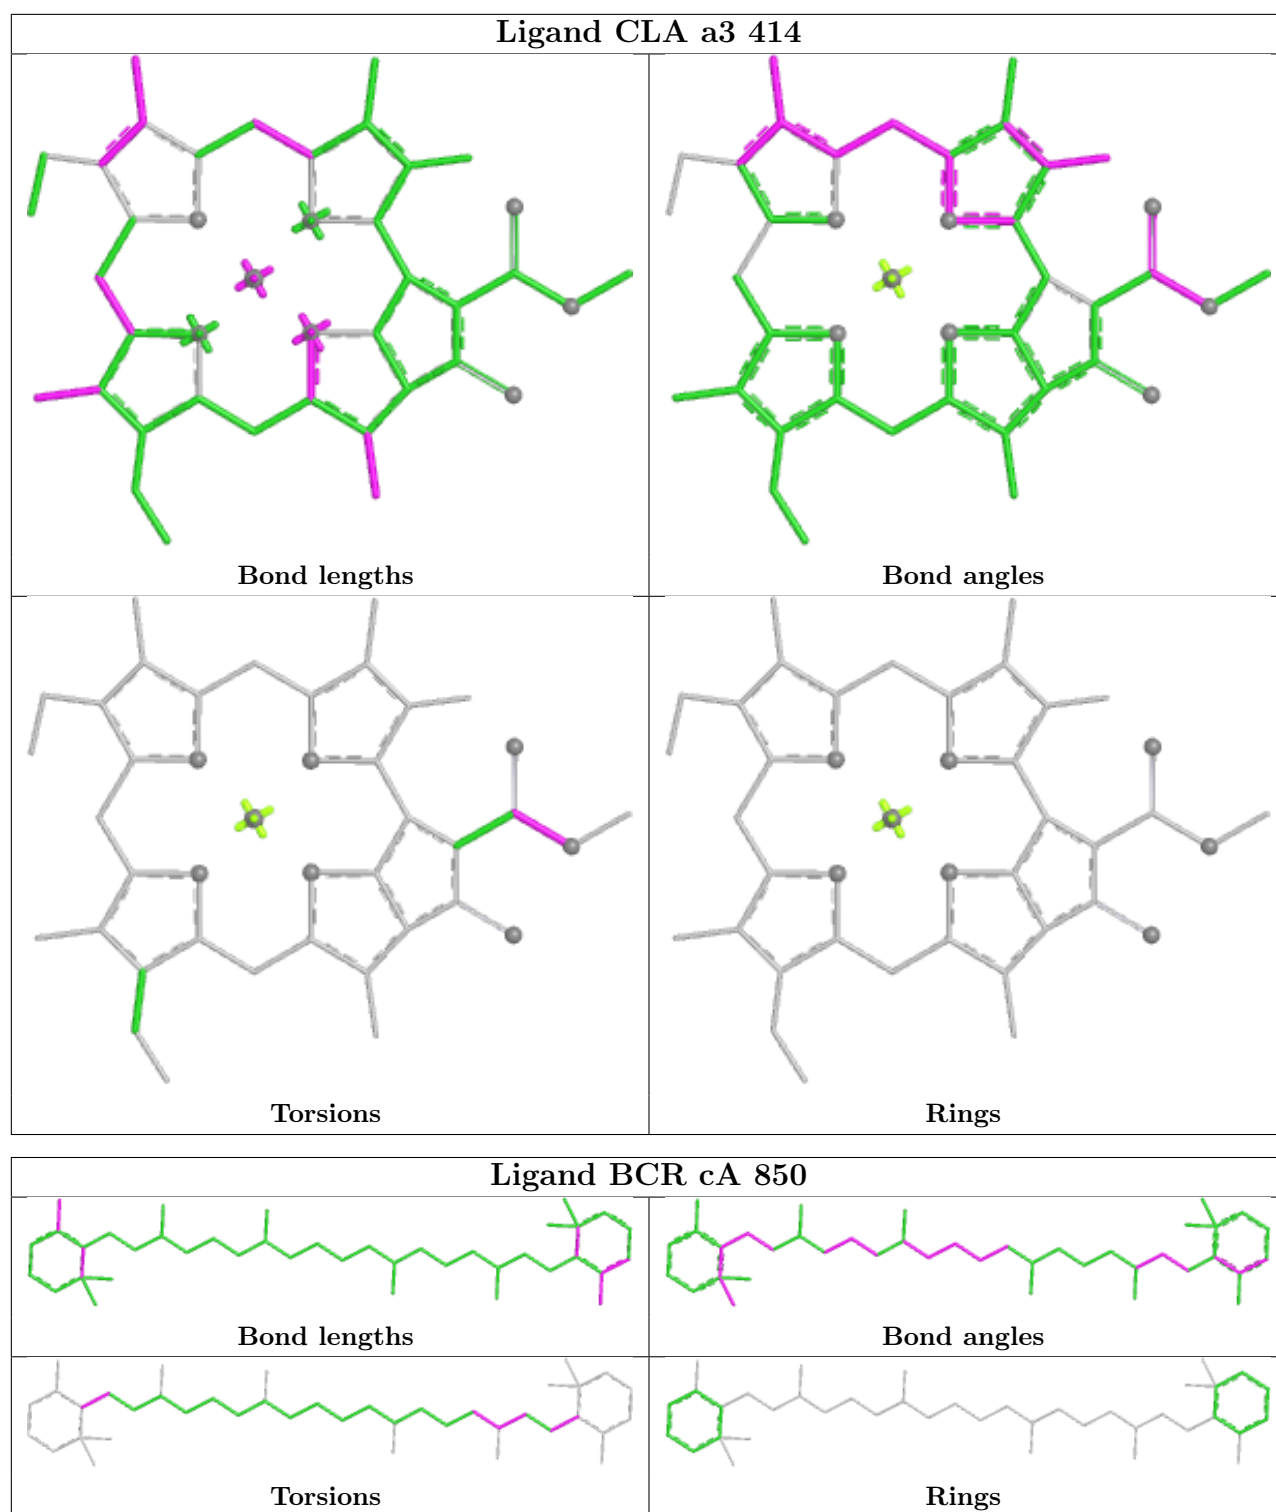 Ligand CLA a3 414
Bond lengths
Bond angles
Torsions
Rings
Ligand BCR cA 850
Bond lengths
Bond angles
Torsions
Rings